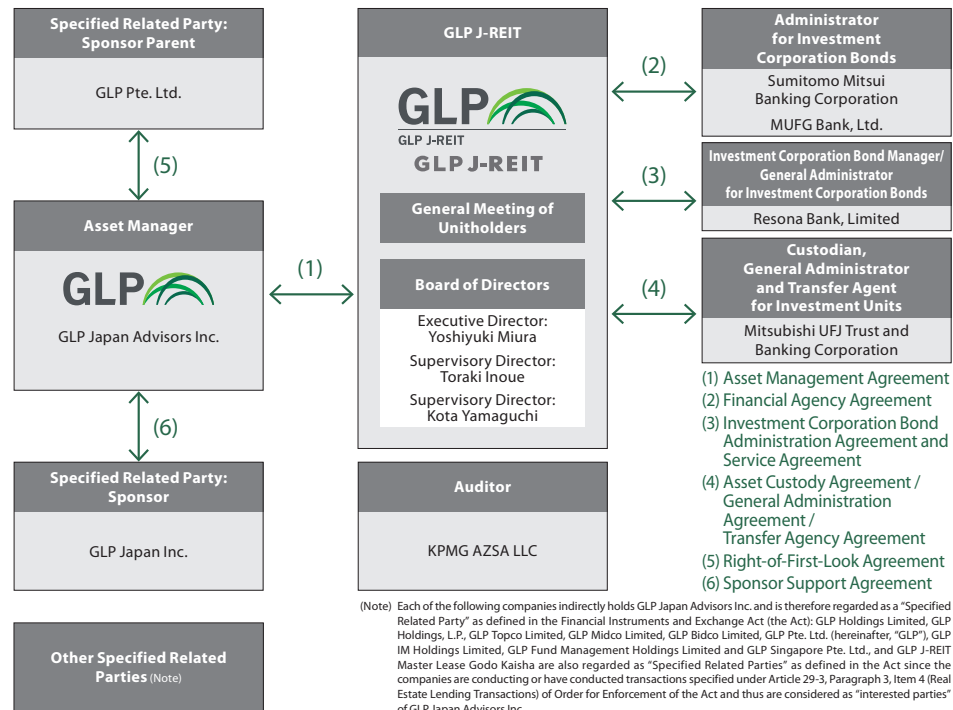 Specified Related Party:
Sponsor Parent
GLP Pte. Ltd.
(5)
Asset Manager
GLP
GLP Japan Advisors Inc.
(6)
Specified Related Party:
Sponsor
GLP Japan Inc.
Other Specified Related
Parties (Note)
(1)
GLP J-REIT
GLP
GLP J-REIT
GLP J-REIT
General Meeting of
Unitholders
Board of Directors
Executive Director:
Yoshiyuki Miura
Supervisory Director:
Toraki Inoue
Supervisory Director:
Kota Yamaguchi
Auditor
KPMG AZSA LLC
(2)
(3)
(4)
Administrator
for Investment
Corporation Bonds
Sumitomo Mitsui
Banking Corporation
MUFG Bank, Ltd.
Investment Corporation Bond Manager/
General Administrator
for Investment Corporation Bonds
Resona Bank, Limited
Custodian,
General Administrator
and Transfer Agent
for Investment Units
Mitsubishi UFJ Trust and
Banking Corporation
(1) Asset Management Agreement
(2) Financial Agency Agreement
(3) Investment Corporation Bond
Administration Agreement and
Service Agreement
(4) Asset Custody Agreement /
General Administration
Agreement /
Transfer Agency Agreement
(5) Right-of-First-Look Agreement
(6) Sponsor Support Agreement
(Note) Each of the following companies indirectly holds GLP Japan Advisors Inc. and is therefore regarded as a "Specified
Related Party" as defined in the Financial Instruments and Exchange Act (the Act): GLP Holdings Limited, GLP
Holdings, L.P., GLP Topco Limited, GLP Midco Limited, GLP Bidco Limited, GLP Pte. Ltd. (hereinafter, "GLP"), GLP
IM Holdings Limited, GLP Fund Management Holdings Limited and GLP Singapore Pte. Ltd., and GLP J-REIT
Master Lease Godo Kaisha are also regarded as "Specified Related Parties" as defined in the Act since the
companies are conducting or have conducted transactions specified under Article 29-3, Paragraph 3, Item 4 (Real
Estate Lending Transactions) of Order for Enforcement of the Act and thus are considered as "interested parties"
of GLP Japan Advisors Inc.